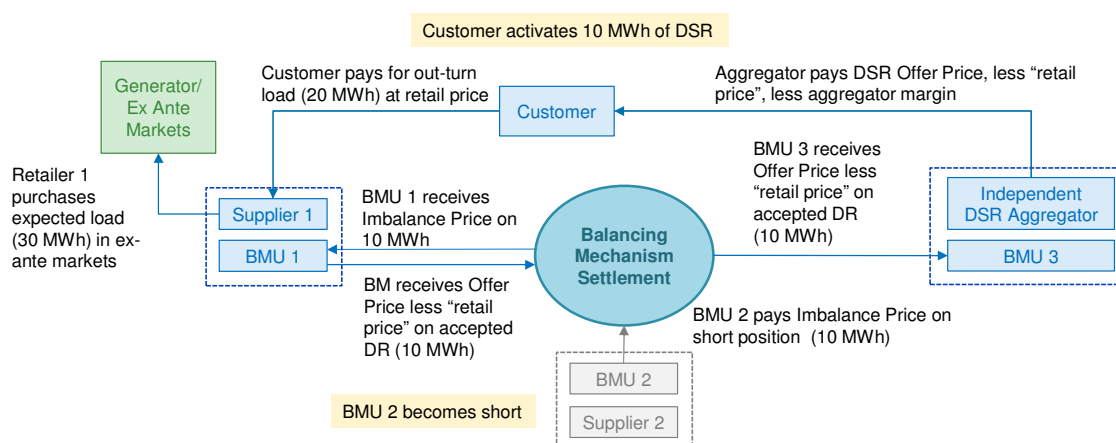 Customer activates 10 MWh of DSR
Generator/
Ex Ante
Markets
Customer pays for out-turn
load (20 MWh) at retail price
Customer
Aggregator pays DSR Offer Price, less “retail
price”, less aggregator margin
Retailer 1
purchases
expected load
(30 MWh) in ex-
ante markets
Supplier 1
BMU 1
BMU 1 receives
Imbalance Price on
10 MWh
BM receives Offer
Price less “retail
price” on accepted
DR (10 MWh)
Balancing
Mechanism
Settlement
BMU 3 receives
Offer Price less
“retail price” on
accepted DR
(10 MWh)
Independent
DSR Aggregator
BMU 3
BMU 2 pays Imbalance Price on
short position (10 MWh)
BMU 2
Supplier 2
BMU 2 becomes short